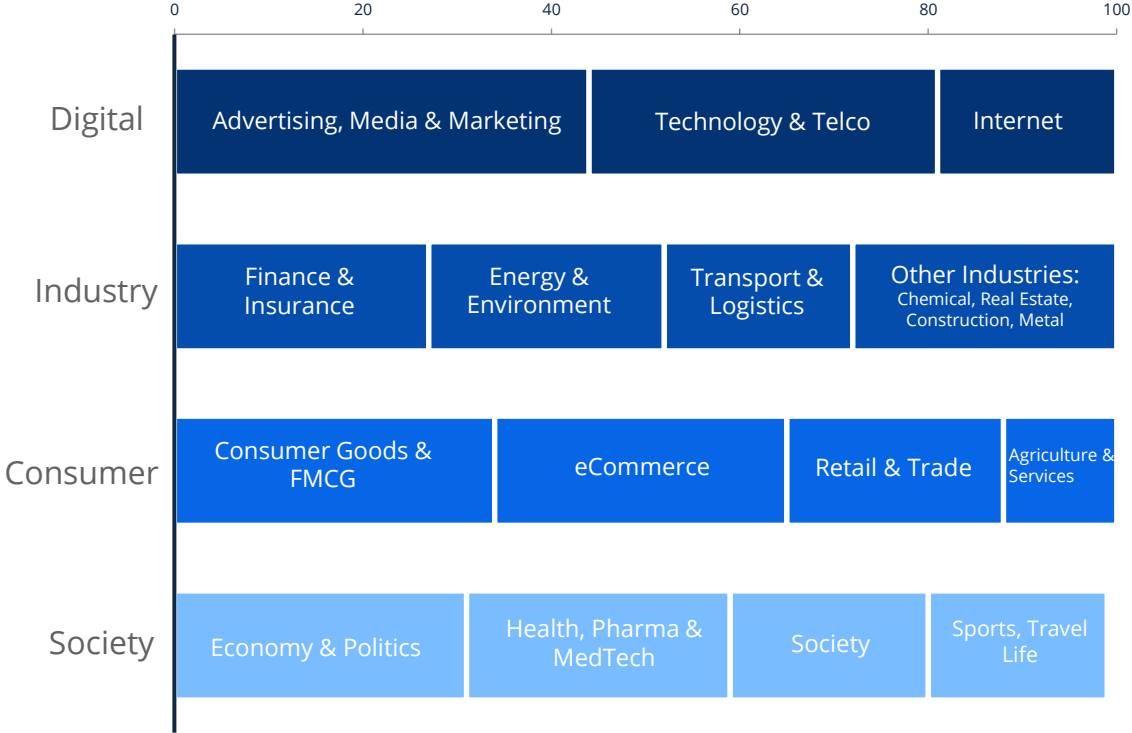 0 20 40 60 80 100
Digital
Advertising, Media & Marketing
Technology & Telco
Internet
Industry
Finance &
Insurance
Energy &
Environment
Transport &
Logistics
Other Industries:
Chemical, Real Estate,
Construction, Metal
Consumer
Consumer Goods &
FMCG
eCommerce
Retail & Trade
Agriculture &
Services
Society
Economy & Politics
Health, Pharma &
MedTech
Society
Sports, Travel
Life